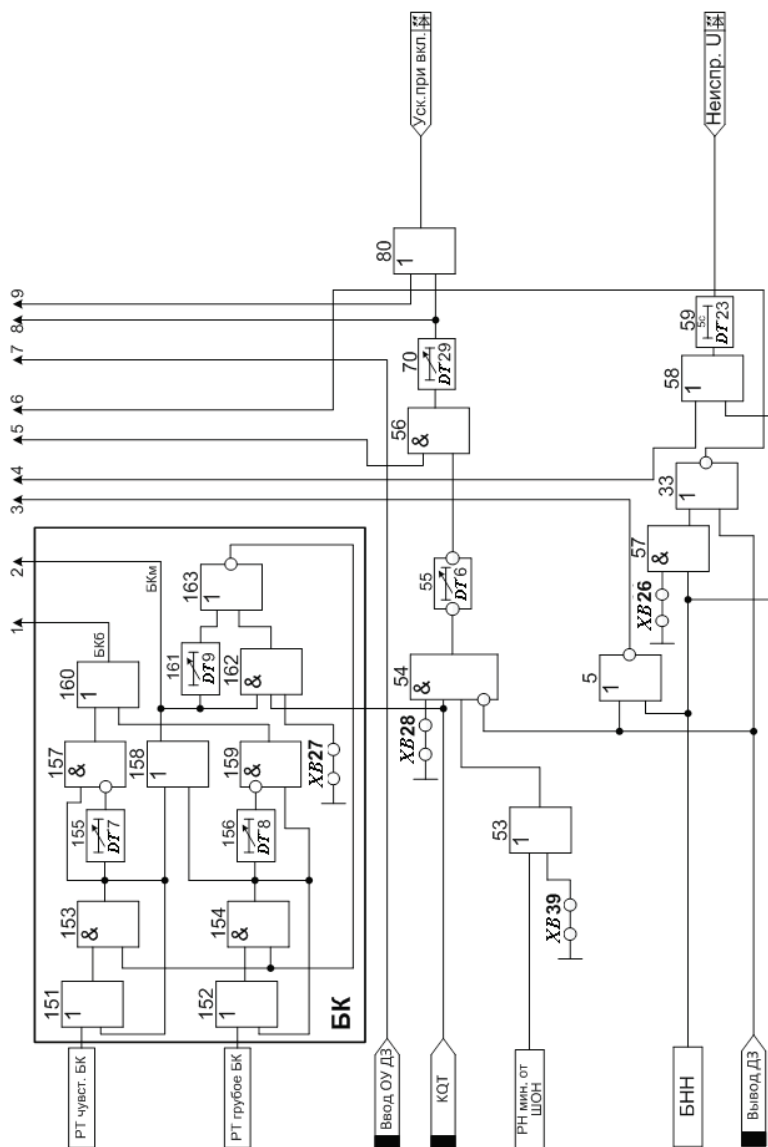 Уск.при вкл.
Неиспр. U
1
2
3
4
5
6
7
8
9
80
1
70
DT29
56
&
59
5с
DT23
58
1
33
1
57
&
XB26
5
1
55
DT6
54
&
XB28
53
1
XB39
БКб
БКм
160
1
163
1
161
DT9
162
&
157
&
158
1
159
&
XB27
155
DT7
156
DT8
153
&
154
&
151
1
152
1
БК
РТ чувст. БК
РТ грубое БК
Ввод ОУ ДЗ
KQT
РН мин. от
ШОН
БНН
Вывод ДЗ